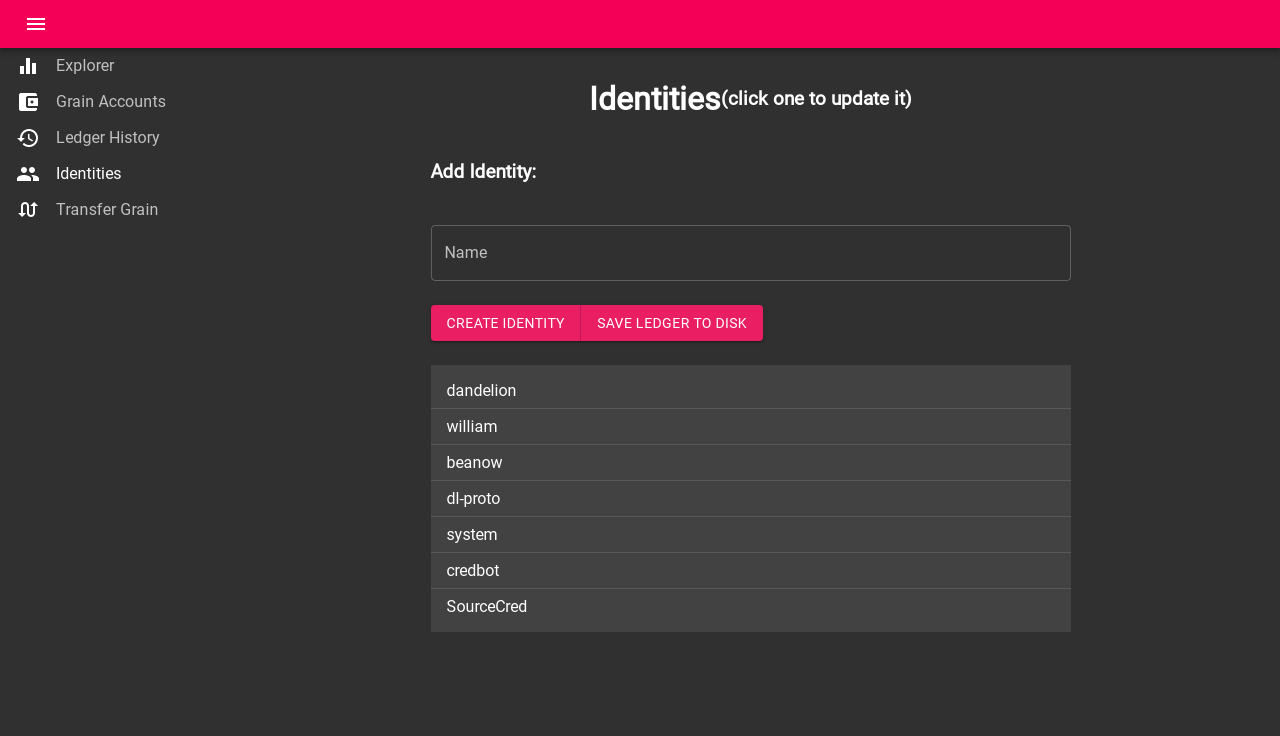 Explorer
Grain Accounts
Ledger History
Identities
Transfer Grain
Identities(click one to update it)
Add Identity:
Name
CREATE IDENTITY SAVE LEDGER TO DISK
dandelion
william
beanow
dl-proto
system
credbot
SourceCred